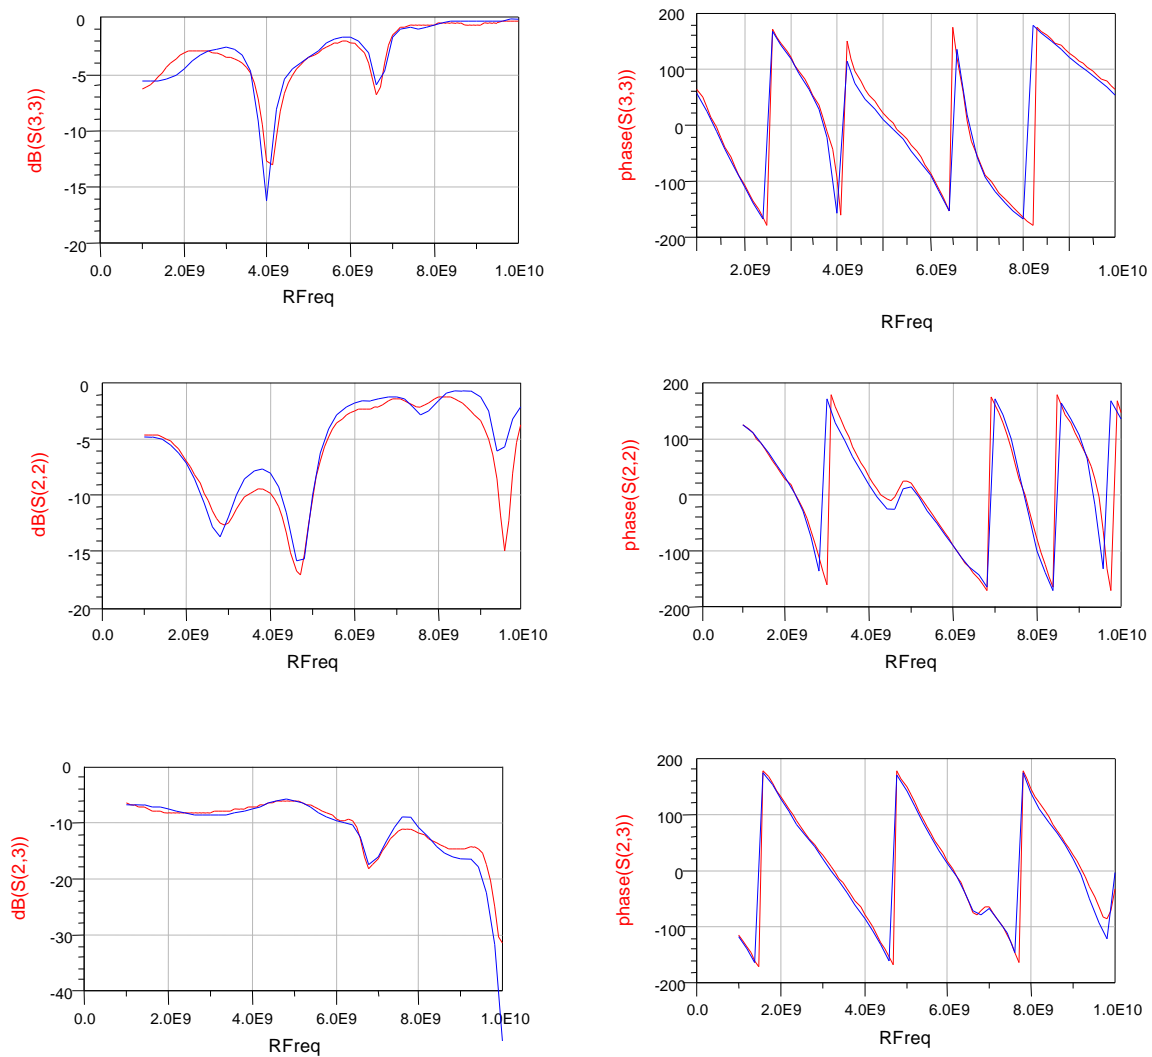 0
-5
-10
-15
-20
0.0 2.0E9 4.0E9 6.0E9 8.0E9 1.0E10
dB(S(3,3))
RFreq
200
100
0
-100
-200
2.0E9 4.0E9 6.0E9 8.0E9 1.0E10
phase(S(3,3))
RFreq
0
-5
-10
-15
-20
0.0 2.0E9 4.0E9 6.0E9 8.0E9 1.0E10
dB(S(2,2))
RFreq
200
100
0
-100
-200
0.0 2.0E9 4.0E9 6.0E9 8.0E9 1.0E10
phase(S(2,2))
RFreq
0
-10
-20
-30
-40
0.0 2.0E9 4.0E9 6.0E9 8.0E9 1.0E10
dB(S(2,3))
RFreq
200
100
0
-100
-200
0.0 2.0E9 4.0E9 6.0E9 8.0E9 1.0E10
phase(S(2,3))
RFreq